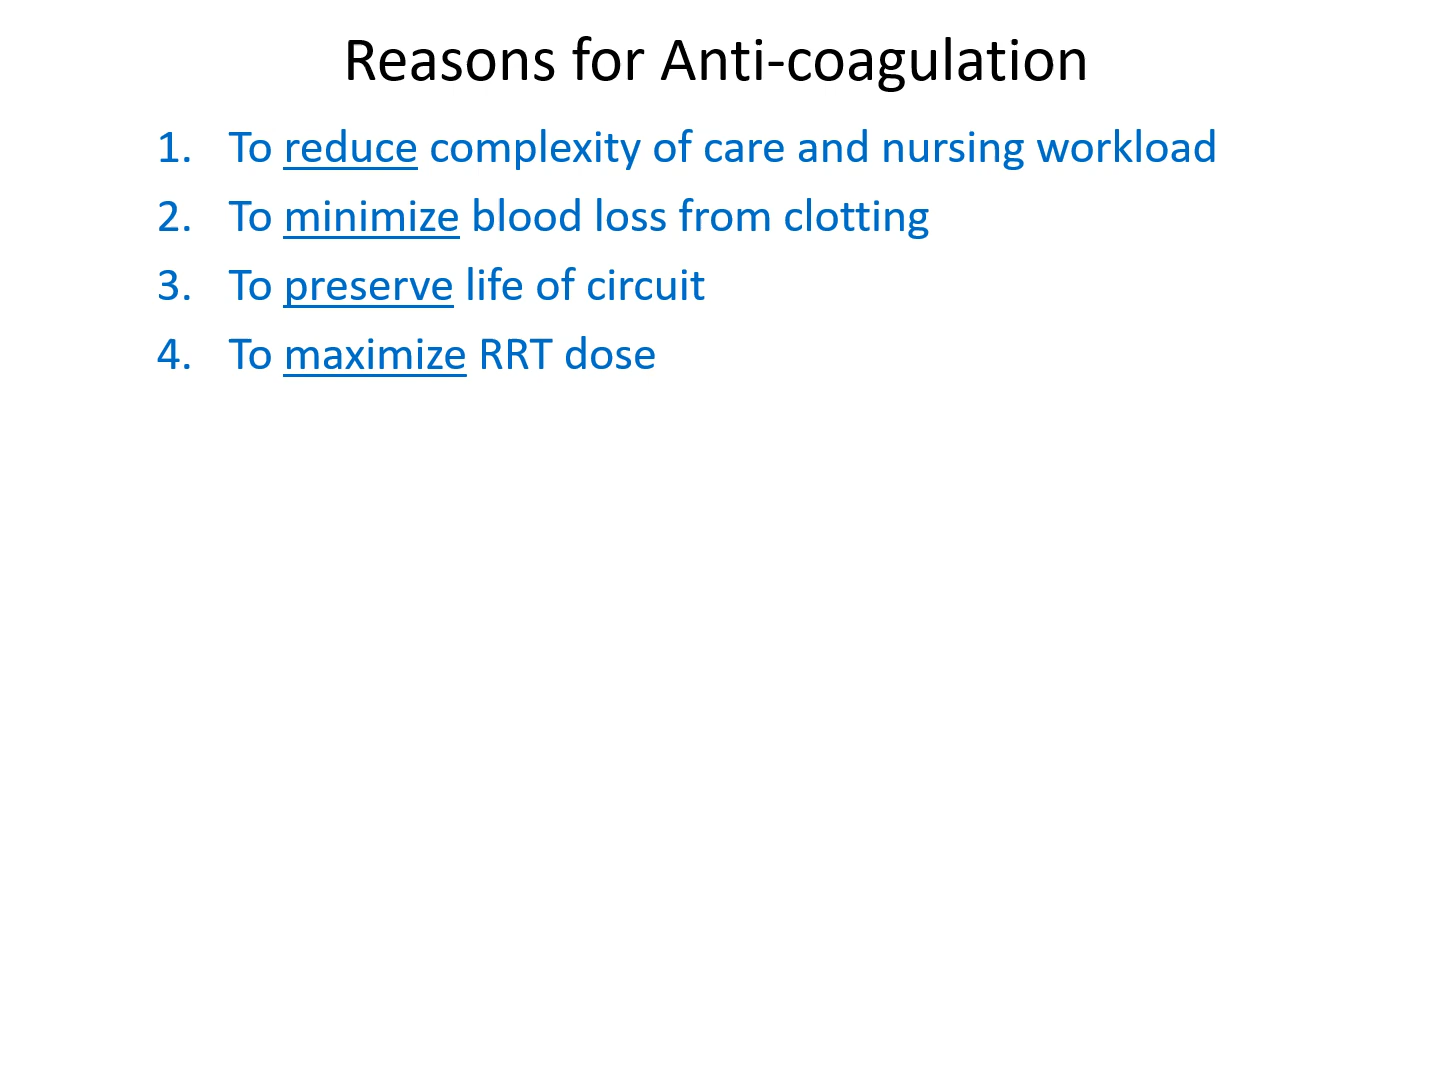 Reasons for Anti-coagulation
1. To reduce complexity of care and nursing workload
2. To minimize blood loss from clotting
3. To preserve life of circuit
4. To maximize RRT dose